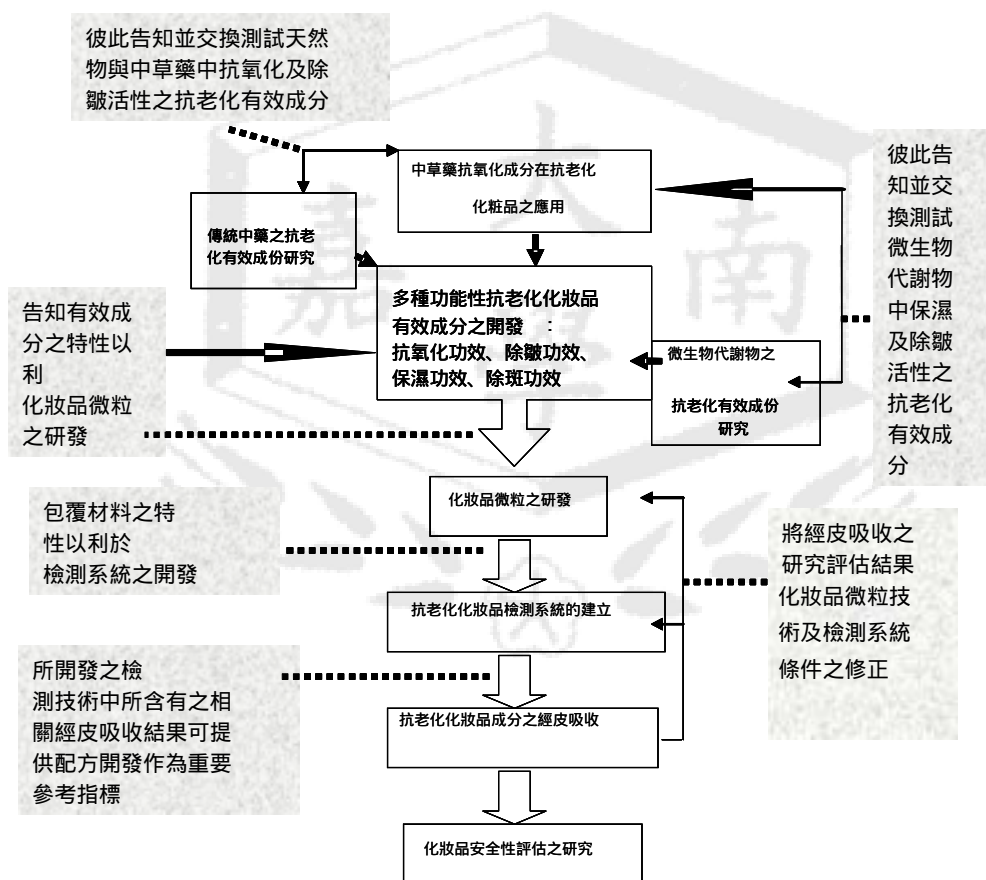 彼此告知並交換測試天然
物與中草藥中抗氧化及除
皺活性之抗老化有效成分
中草藥抗氧化成分在抗老化
化粧品之應用
傳統中藥之抗老
化有效成份研究
彼此告
知並交
換測試
微生物
代謝物
中保濕
及除皺
活性之
抗老化
有效成
分
告知有效成
分之特性以
利
化妝品微粒
之研發
多種功能性抗老化化妝品
有效成分之開發 :
抗氧化功效、除皺功效、
保濕功效、除斑功效
微生物代謝物之
抗老化有效成份
研究
化妝品微粒之研發
包覆材料之特
性以利於
檢測系統之開發
將經皮吸收之
研究評估結果
化妝品微粒技
術及檢測系統
條件之修正
抗老化化妝品檢測系統的建立
所開發之檢
測技術中所含有之相
關經皮吸收結果可提
供配方開發作為重要
參考指標
抗老化化妝品成分之經皮吸收
化妝品安全性評估之研究
嘉
南
大
學